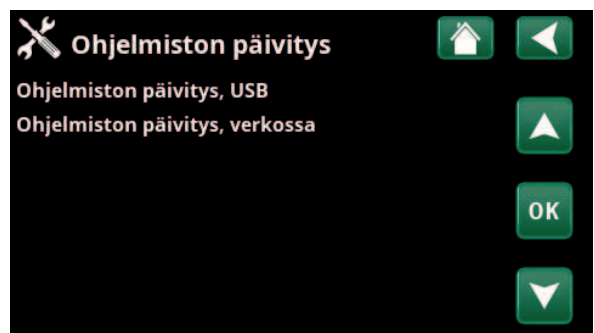 Ohjelmiston päivitys
Ohjelmiston päivitys, USB
Ohjelmiston päivitys, verkossa
OK